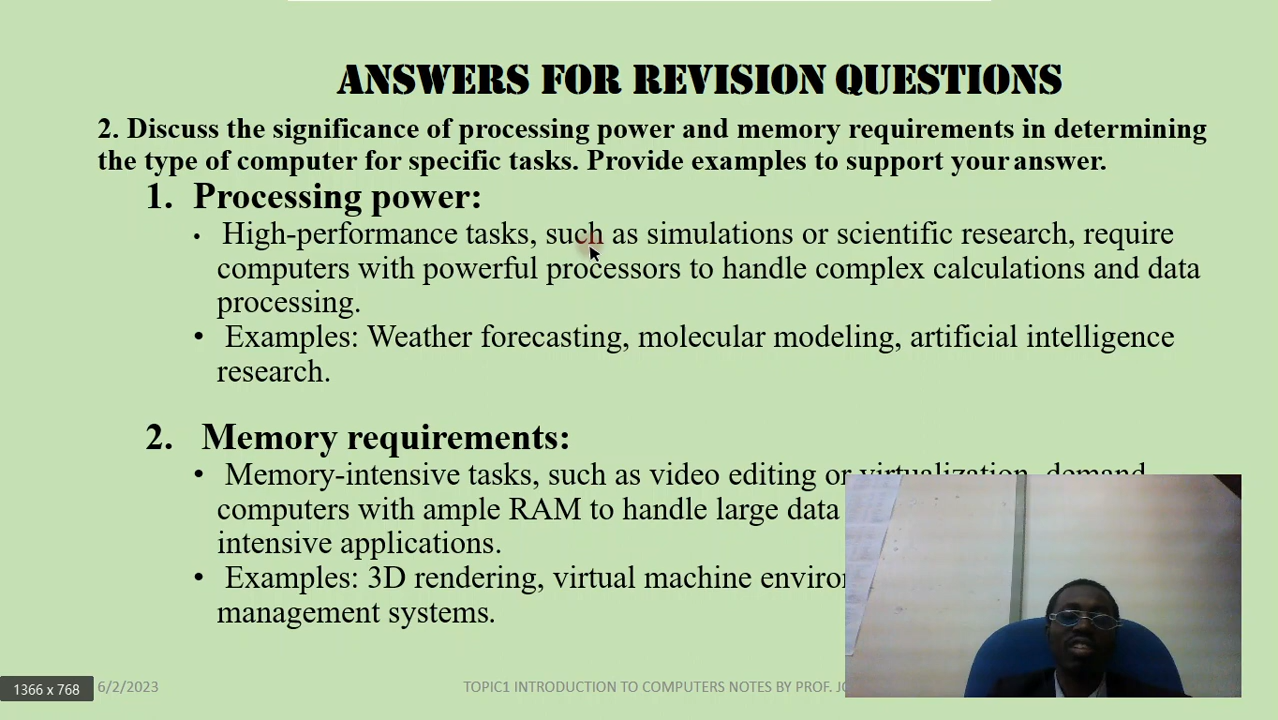 ANSWERS FOR REVISION QUESTIONS
2. Discuss the significance of processing power and memory requirements in determining
the type of computer for specific tasks. Provide examples to support your answer.
1. Processing power:
• High-performance tasks, such as simulations or scientific research, require
computers with powerful processors to handle complex calculations and data
processing.
• Examples: Weather forecasting, molecular modeling, artificial intelligence
research.
2. Memory requirements:
• Memory-intensive tasks, such as video editing or virtualization, demand
computers with ample RAM to handle large data
intensive applications.
• Examples: 3D rendering, virtual machine
management systems.
1366 x 768
6/2/2023
TOPIC1 INTRODUCTION TO COMPUTERS NOTES BY PROF.